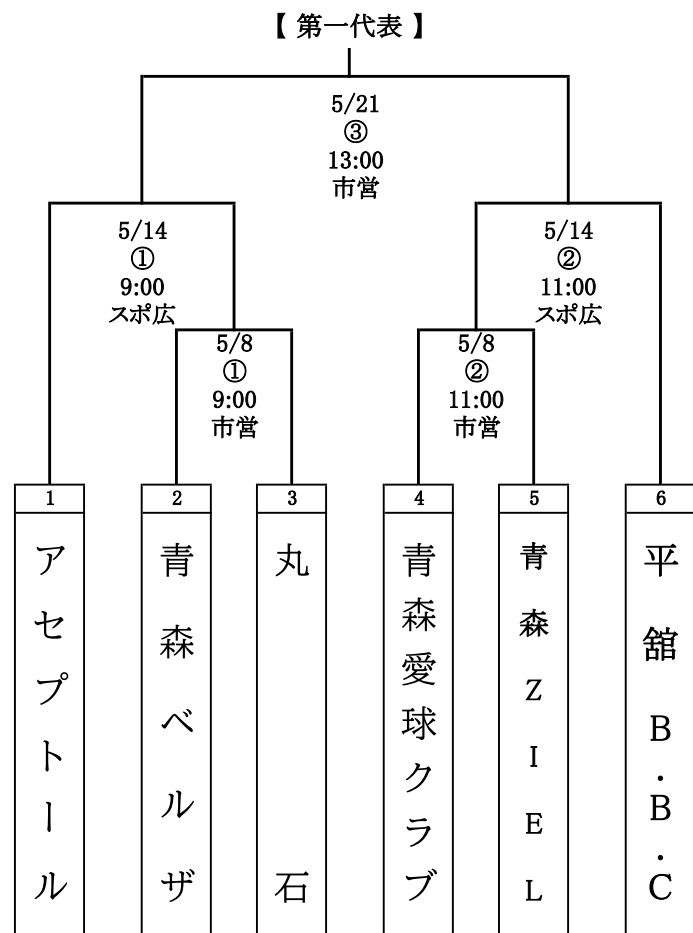 【 第一代表 】
5/21
③
13:00
市営
5/14
①
9:00
スポ広
5/14
②
11:00
スポ広
5/8
①
9:00
市営
5/8
②
11:00
市営
1
アセプトール
2
青森ベルザ
3
丸石
4
青森愛球クラブ
5
青森ZIEL
6
平舘B.B.C